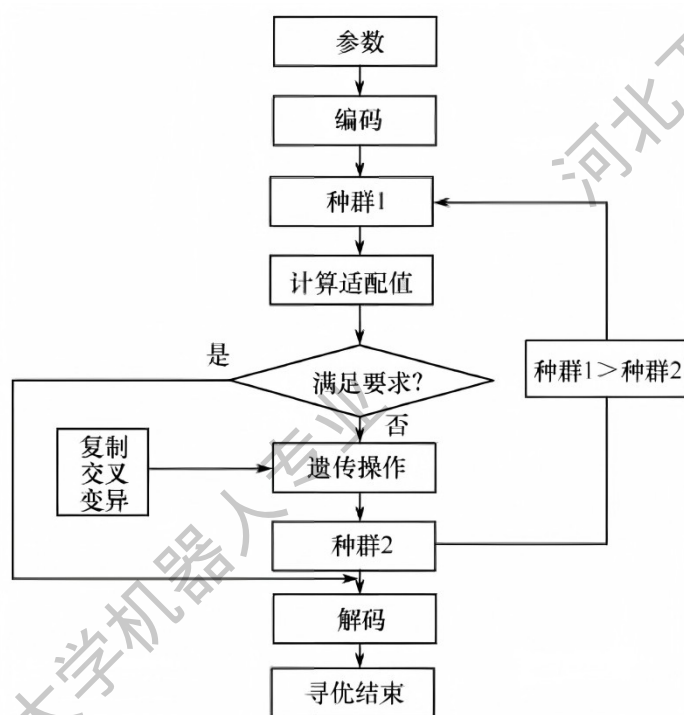 参数
编码
种群1
计算适配值
是
满足要求?
种群1＞种群2
否
复制
交叉
变异
遗传操作
种群2
解码
寻优结束
河北工
大学机器人专业